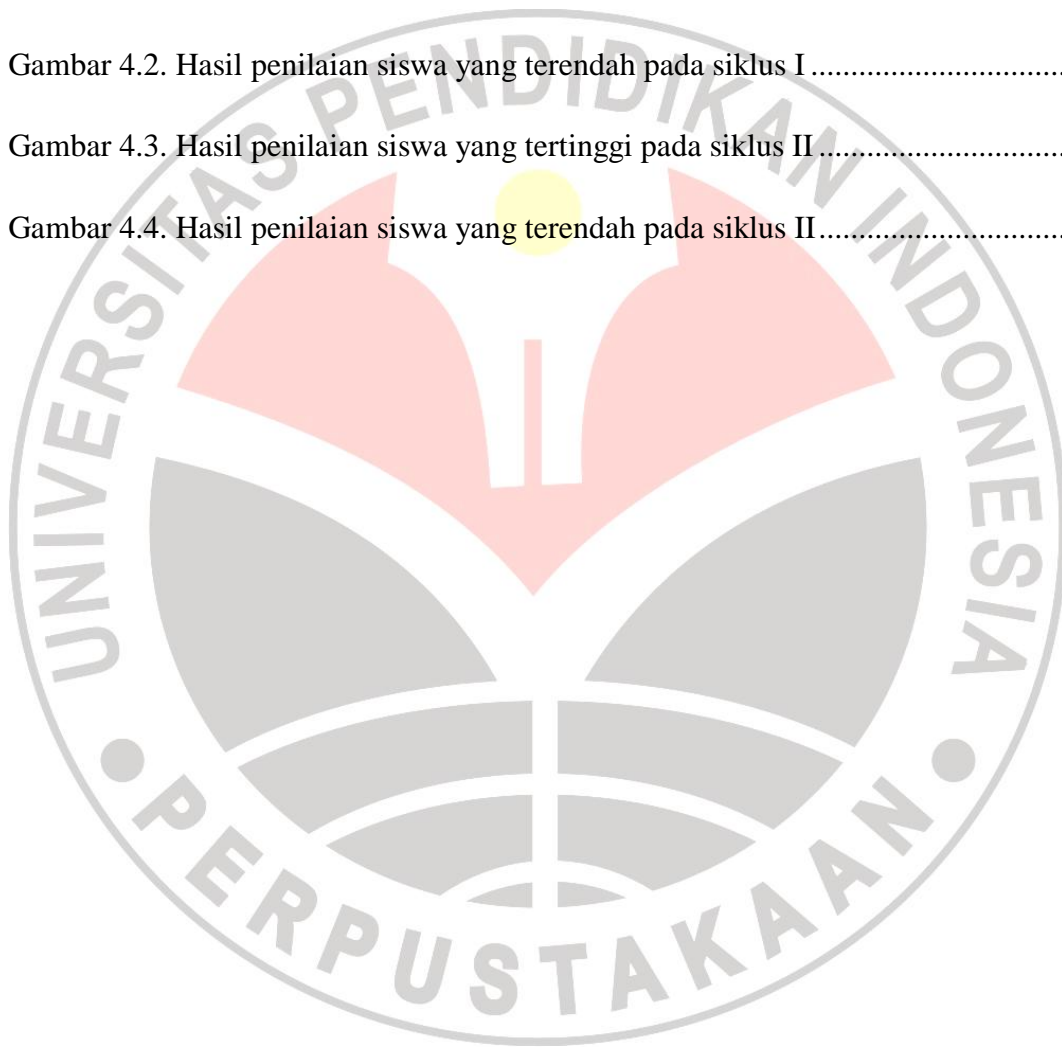 Gambar 4.2. Hasil penilaian siswa yang terendah pada siklus I ...............................
Gambar 4.3. Hasil penilaian siswa yang tertinggi pada siklus II ..............................
Gambar 4.4. Hasil penilaian siswa yang terendah pada siklus II ..............................
UNIVERSITAS PENDIDIKAN INDONESIA
PERPUSTAKAAN